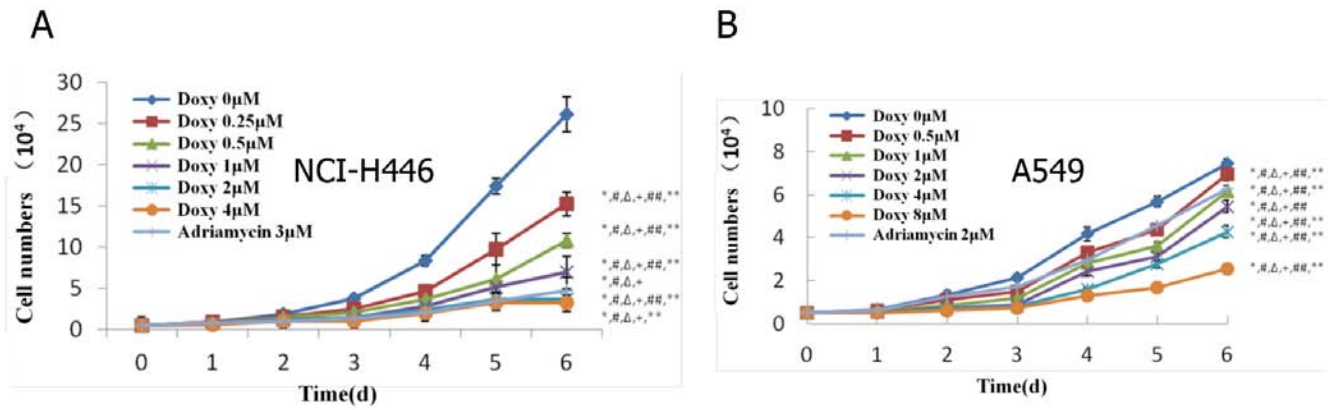 A
30
25
20
15
10
5
0
Cell numbers (10⁴)
Doxy 0μM
Doxy 0.25μM
Doxy 0.5μM
Doxy 1μM
Doxy 2μM
Doxy 4μM
Adriamycin 3μM
NCI-H446
*,#,Δ,+,##,**
*,#,Δ,+,##,**
*,#,Δ,+,##,**
*,#,Δ,+
*,#,Δ,+,##,**
*,#,Δ,+,**
0 1 2 3 4 5 6
Time(d)
B
10
8
6
4
2
0
Cell numbers (10⁴)
Doxy 0μM
Doxy 0.5μM
Doxy 1μM
Doxy 2μM
Doxy 4μM
Doxy 8μM
Adriamycin 2μM
A549
*,#,Δ,+,##,**
*,#,Δ,+,##,**
*,#,Δ,+,##
*,#,Δ,+,##,**
*,#,Δ,+,##,**
*,#,Δ,+,##,**
0 1 2 3 4 5 6
Time(d)